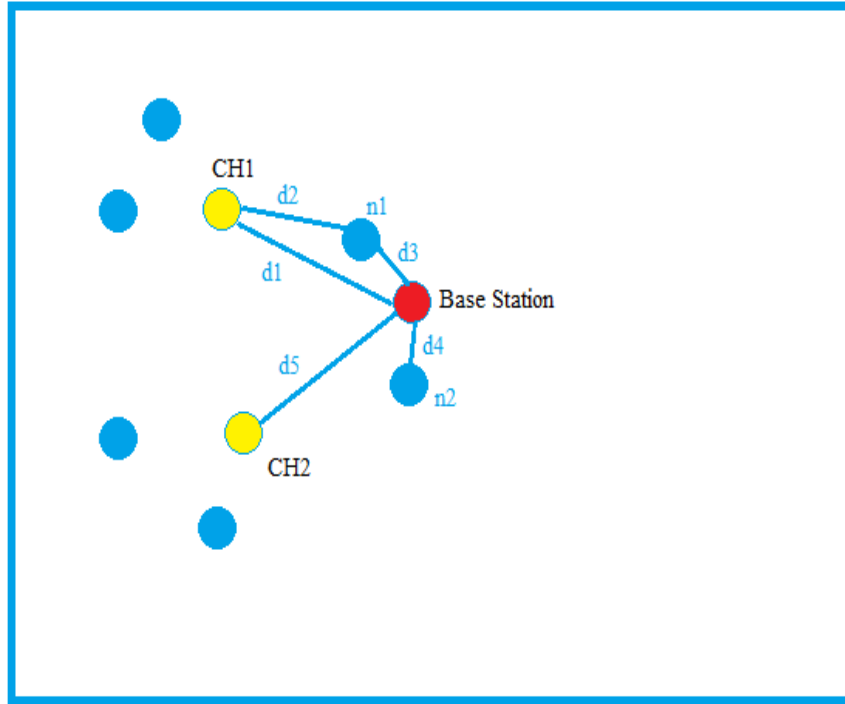 CH1
d2
n1
d3
d1
Base Station
d4
d5
n2
CH2